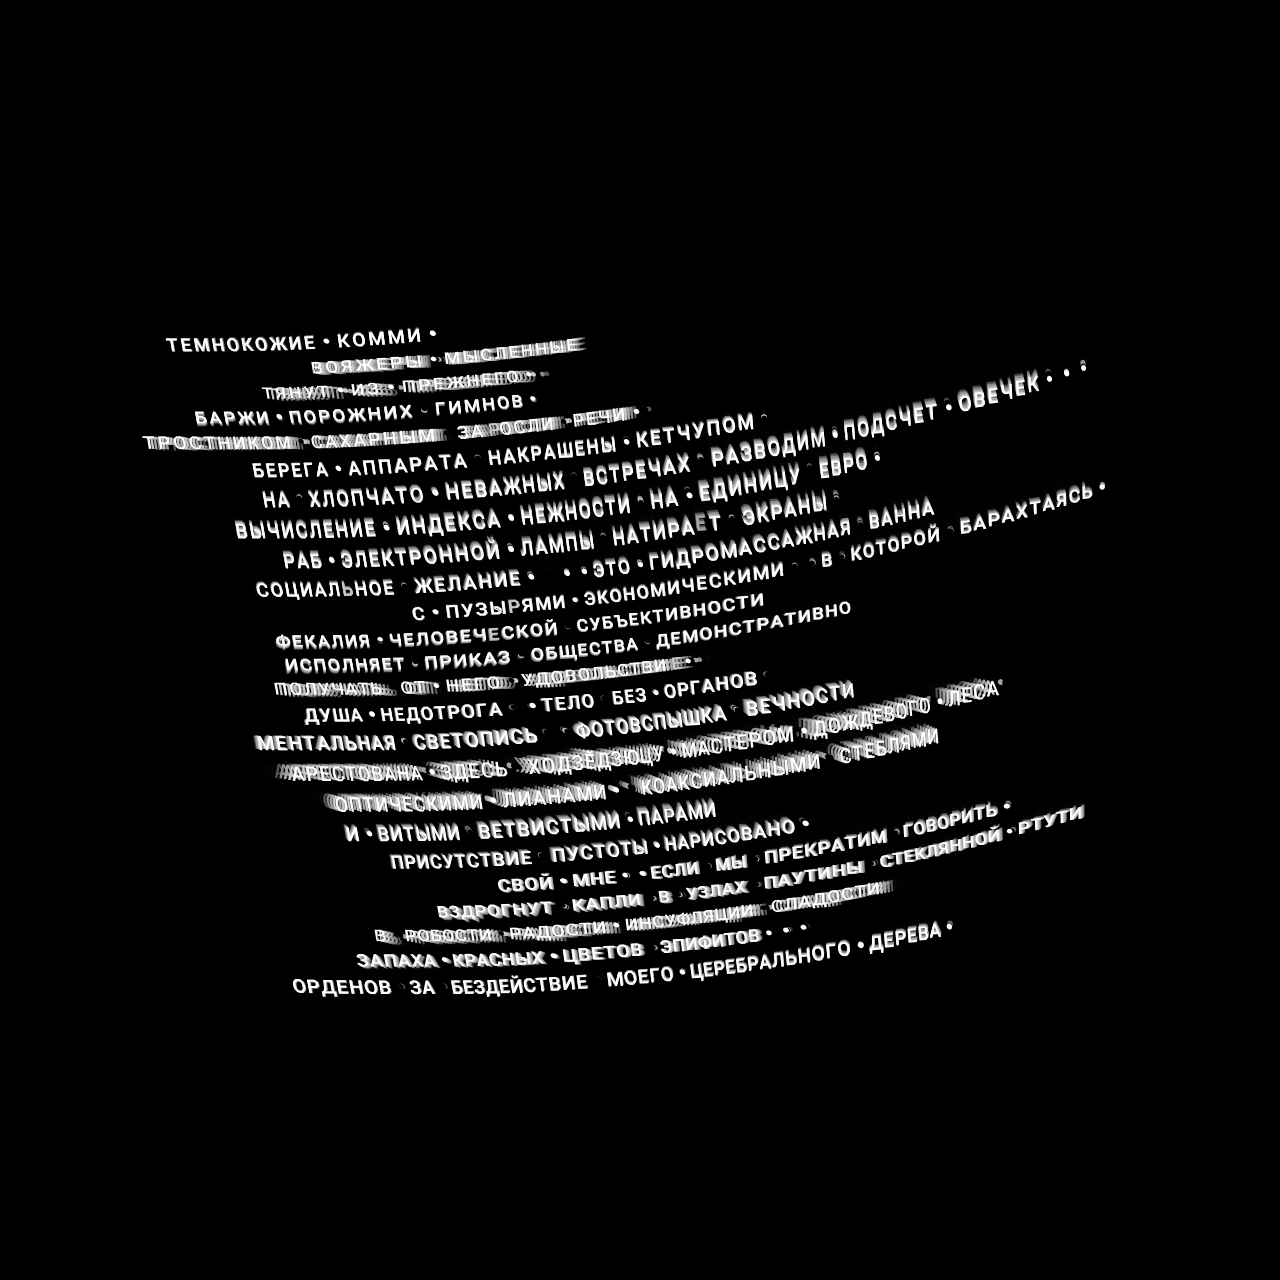 ТЕМНОКОЖИЕ • КОММИ •
ВОЯЖЕРЫ • МЫСЛЕННЫЕ
ТЯНУТ • ИЗ • ПРЕЖНЕГО •
БАРЖИ • ПОРОЖНИХ • ГИМНОВ •
ТРОСТНИКОМ • САХАРНЫМ ЗАРОСЛИ • РЕЧИ •
БЕРЕГА • АППАРАТА • НАКРАШЕНЫ • КЕТЧУПОМ •
НА • ХЛОПЧАТО • НЕВАЖНЫХ • ВСТРЕЧАХ • РАЗВОДИМ • ПОДСЧЕТ • ОВЕЧЕК • • •
ВЫЧИСЛЕНИЕ • ИНДЕКСА • НЕЖНОСТИ • НА • ЕДИНИЦУ • ЕВРО •
РАБ • ЭЛЕКТРОННОЙ • ЛАМПЫ • НАТИРАЕТ • ЭКРАНЫ •
СОЦИАЛЬНОЕ • ЖЕЛАНИЕ • • • ЭТО • ГИДРОМАССАЖНАЯ • ВАННА
С • ПУЗЫРЯМИ • ЭКОНОМИЧЕСКИМИ • • В • КОТОРОЙ • БАРАХТАЯСЬ •
ФЕКАЛИЯ • ЧЕЛОВЕЧЕСКОЙ • СУБЪЕКТИВНОСТИ
ИСПОЛНЯЕТ • ПРИКАЗ • ОБЩЕСТВА • ДЕМОНСТРАТИВНО
ПОЛУЧАТЬ ОТ • НЕГО • УДОВОЛЬСТВИЕ •
ДУША • НЕДОТРОГА • • ТЕЛО • БЕЗ • ОРГАНОВ •
МЕНТАЛЬНАЯ • СВЕТОПИСЬ • • ФОТОВСПЫШКА • ВЕЧНОСТИ
АРЕСТОВАНА • ЗДЕСЬ • ХОДЗЁДЗЮЦУ • МАСТЕРОМ • ДОЖДЕВОГО • ЛЕСА •
ОПТИЧЕСКИМИ • ЛИАНАМИ • • КОАКСИАЛЬНЫМИ • СТЕБЛЯМИ
И • ВИТЫМИ • ВЕТВИСТЫМИ • ПАРАМИ
ПРИСУТСТВИЕ • ПУСТОТЫ • НАРИСОВАНО •
СВОЙ • МНЕ • • ЕСЛИ • МЫ • ПРЕКРАТИМ • ГОВОРИТЬ •
ВЗДРОГНУТ • КАПЛИ • В • УЗЛАХ • ПАУТИНЫ • СТЕКЛЯННОЙ • РТУТИ
В • РОБОСТИ • РАДОСТИ • ИНСУФЛЯЦИИ • СЛАДОСТИ
ЗАПАХА • КРАСНЫХ • ЦВЕТОВ • ЭПИФИТОВ • • •
ОРДЕНОВ • ЗА • БЕЗДЕЙСТВИЕ • МОЕГО • ЦЕРЕБРАЛЬНОГО • ДЕРЕВА •